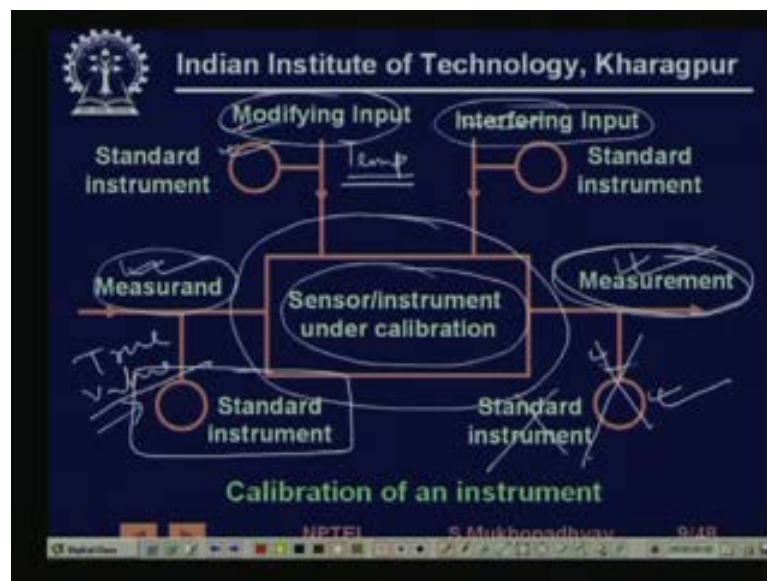 Indian Institute of Technology, Kharagpur
Modifying Input
Interfering Input
Standard
instrument
Temp
Standard
instrument
Measurand
Sensor/instrument
under calibration
Measurement
True
Value
Standard
instrument
Standard
instrument
Calibration of an instrument
NPTEL
S.Mukhopadhyay
9/48